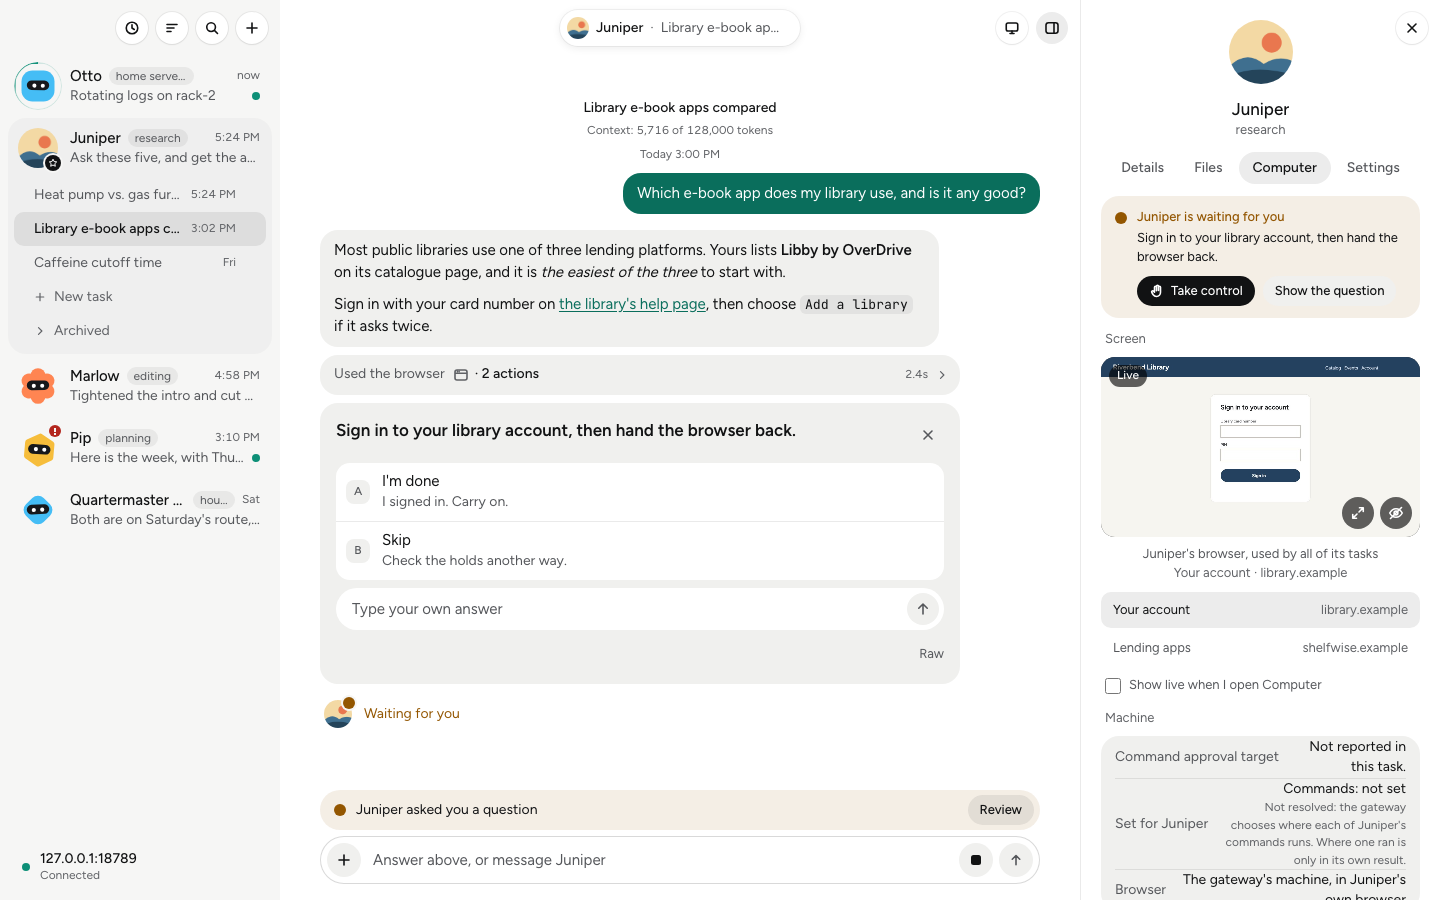 Otto home serve... now
Rotating logs on rack-2
Juniper research 5:24 PM
Ask these five, and get the a...
Heat pump vs. gas fur... 5:24 PM
Library e-book apps c... 3:02 PM
Caffeine cutoff time Fri
New task
Archived
Marlow editing 4:58 PM
Tightened the intro and cut ...
Pip planning 3:10 PM
Here is the week, with Thu...
Quartermaster ... hou... Sat
Both are on Saturday's route,...
127.0.0.1:18789
Connected
Juniper · Library e-book ap...
Library e-book apps compared
Context: 5,716 of 128,000 tokens
Today 3:00 PM
Which e-book app does my library use, and is it any good?
Most public libraries use one of three lending platforms. Yours lists Libby by OverDrive
on its catalogue page, and it is the easiest of the three to start with.
Sign in with your card number on the library's help page, then choose Add a library
if it asks twice.
Used the browser · 2 actions 2.4s
Sign in to your library account, then hand the browser back.
A I'm done
I signed in. Carry on.
B Skip
Check the holds another way.
Type your own answer
Raw
Waiting for you
Juniper asked you a question Review
Answer above, or message Juniper
Juniper
research
Details Files Computer Settings
Juniper is waiting for you
Sign in to your library account, then hand the
browser back.
Take control Show the question
Screen
Library
Catalog Events Account
Live
Sign in to your account
Library card number
PIN
Sign in
Juniper's browser, used by all of its tasks
Your account · library.example
Your account library.example
Lending apps shelfwise.example
Show live when I open Computer
Machine
Command approval target Not reported in
this task.
Set for Juniper Commands: not set
Not resolved: the gateway
chooses where each of Juniper's
commands runs. Where one ran is
only in its own result.
Browser The gateway's machine, in Juniper's
own browser